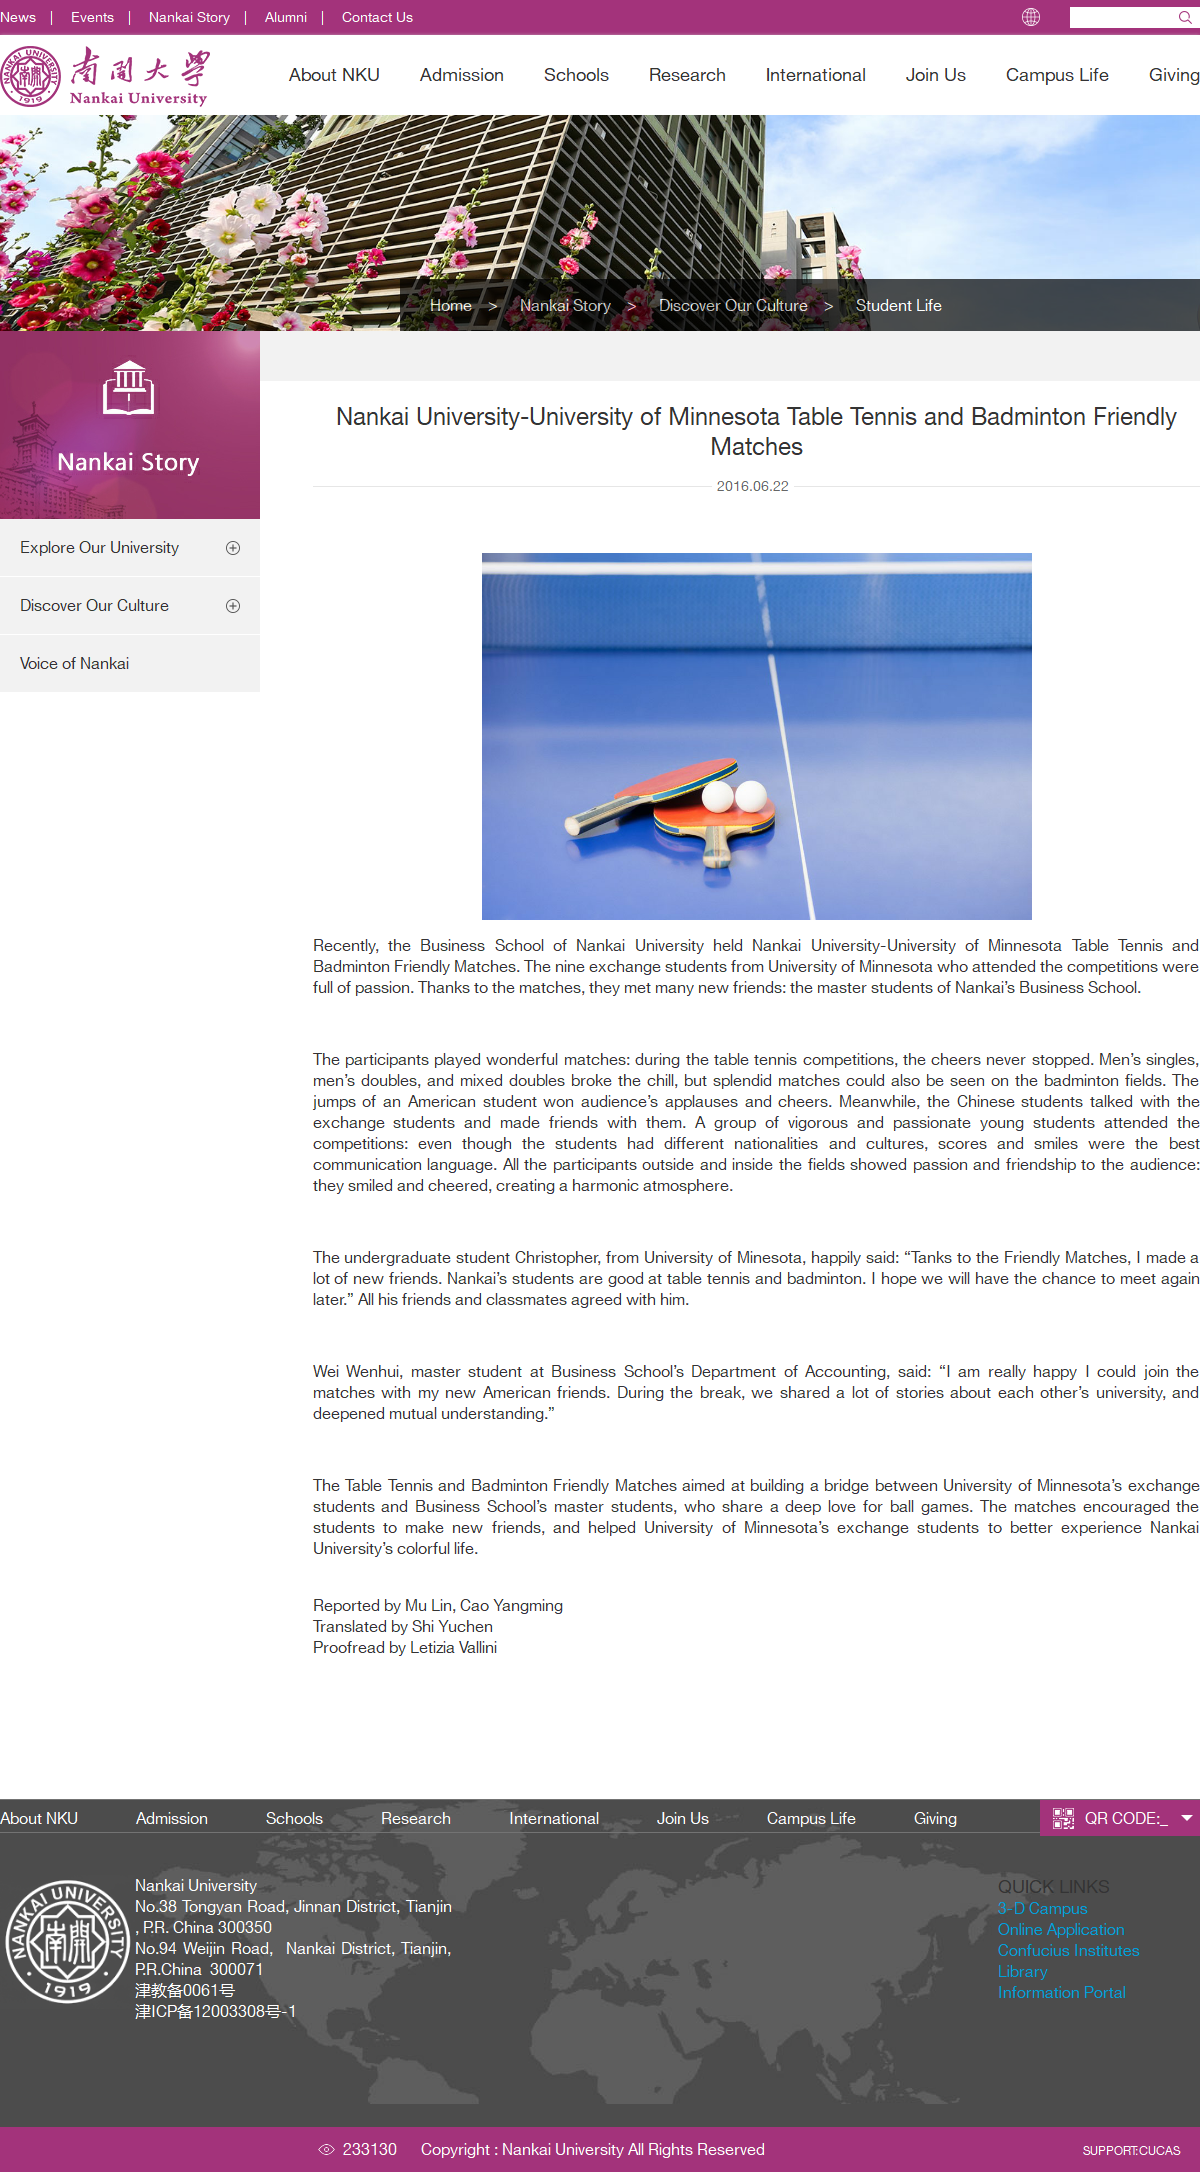 News | Events | Nankai Story | Alumni | Contact Us
NANKAI UNIVERSITY
南開
1919
南開大學
Nankai University
About NKU Admission Schools Research International Join Us Campus Life Giving
Home > Nankai Story > Discover Our Culture > Student Life
Nankai Story
Explore Our University
Discover Our Culture
Voice of Nankai
Nankai University-University of Minnesota Table Tennis and Badminton Friendly
Matches
2016.06.22
Recently, the Business School of Nankai University held Nankai University-University of Minnesota Table Tennis and
Badminton Friendly Matches. The nine exchange students from University of Minnesota who attended the competitions were
full of passion. Thanks to the matches, they met many new friends: the master students of Nankai’s Business School.
The participants played wonderful matches: during the table tennis competitions, the cheers never stopped. Men’s singles,
men’s doubles, and mixed doubles broke the chill, but splendid matches could also be seen on the badminton fields. The
jumps of an American student won audience’s applauses and cheers. Meanwhile, the Chinese students talked with the
exchange students and made friends with them. A group of vigorous and passionate young students attended the
competitions: even though the students had different nationalities and cultures, scores and smiles were the best
communication language. All the participants outside and inside the fields showed passion and friendship to the audience:
they smiled and cheered, creating a harmonic atmosphere.
The undergraduate student Christopher, from University of Minesota, happily said: “Tanks to the Friendly Matches, I made a
lot of new friends. Nankai’s students are good at table tennis and badminton. I hope we will have the chance to meet again
later.” All his friends and classmates agreed with him.
Wei Wenhui, master student at Business School’s Department of Accounting, said: “I am really happy I could join the
matches with my new American friends. During the break, we shared a lot of stories about each other’s university, and
deepened mutual understanding.”
The Table Tennis and Badminton Friendly Matches aimed at building a bridge between University of Minnesota’s exchange
students and Business School’s master students, who share a deep love for ball games. The matches encouraged the
students to make new friends, and helped University of Minnesota’s exchange students to better experience Nankai
University’s colorful life.
Reported by Mu Lin, Cao Yangming
Translated by Shi Yuchen
Proofread by Letizia Vallini
About NKU Admission Schools Research International Join Us Campus Life Giving QR CODE:_
NANKAI UNIVERSITY
南開
1919
Nankai University
No.38 Tongyan Road, Jinnan District, Tianjin
, P.R. China 300350
No.94 Weijin Road, Nankai District, Tianjin,
P.R.China 300071
津教备0061号
津ICP备12003308号-1
QUICK LINKS
3-D Campus
Online Application
Confucius Institutes
Library
Information Portal
233130 Copyright : Nankai University All Rights Reserved SUPPORT:CUCAS